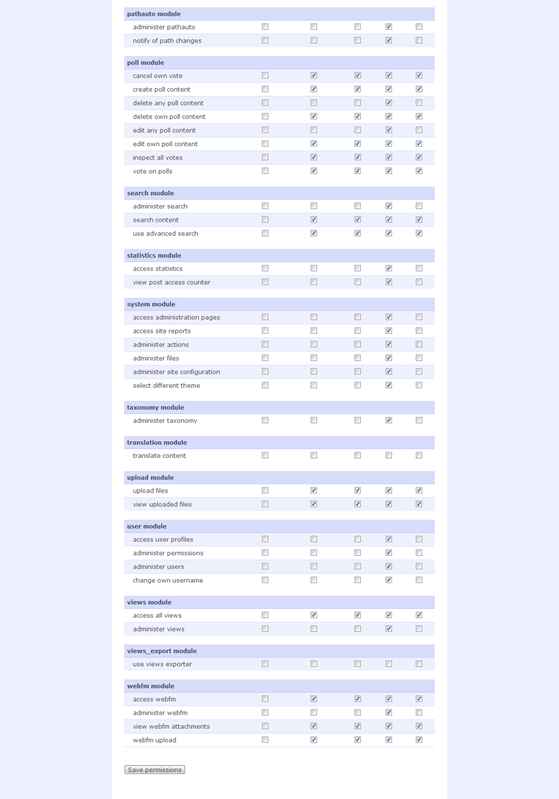 pathauto module
administer pathauto
notify of path changes
poll module
cancel own vote
create poll content
delete any poll content
delete own poll content
edit any poll content
edit own poll content
inspect all votes
vote on polls
search module
administer search
search content
use advanced search
statistics module
access statistics
view post access counter
system module
access administration pages
access site reports
administer actions
administer files
administer site configuration
select different theme
taxonomy module
administer taxonomy
translation module
translate content
upload module
upload files
view uploaded files
user module
access user profiles
administer permissions
administer users
change own username
views module
access all views
administer views
views_export module
use views exporter
webfm module
access webfm
administer webfm
view webfm attachments
webfm upload
Save permissions